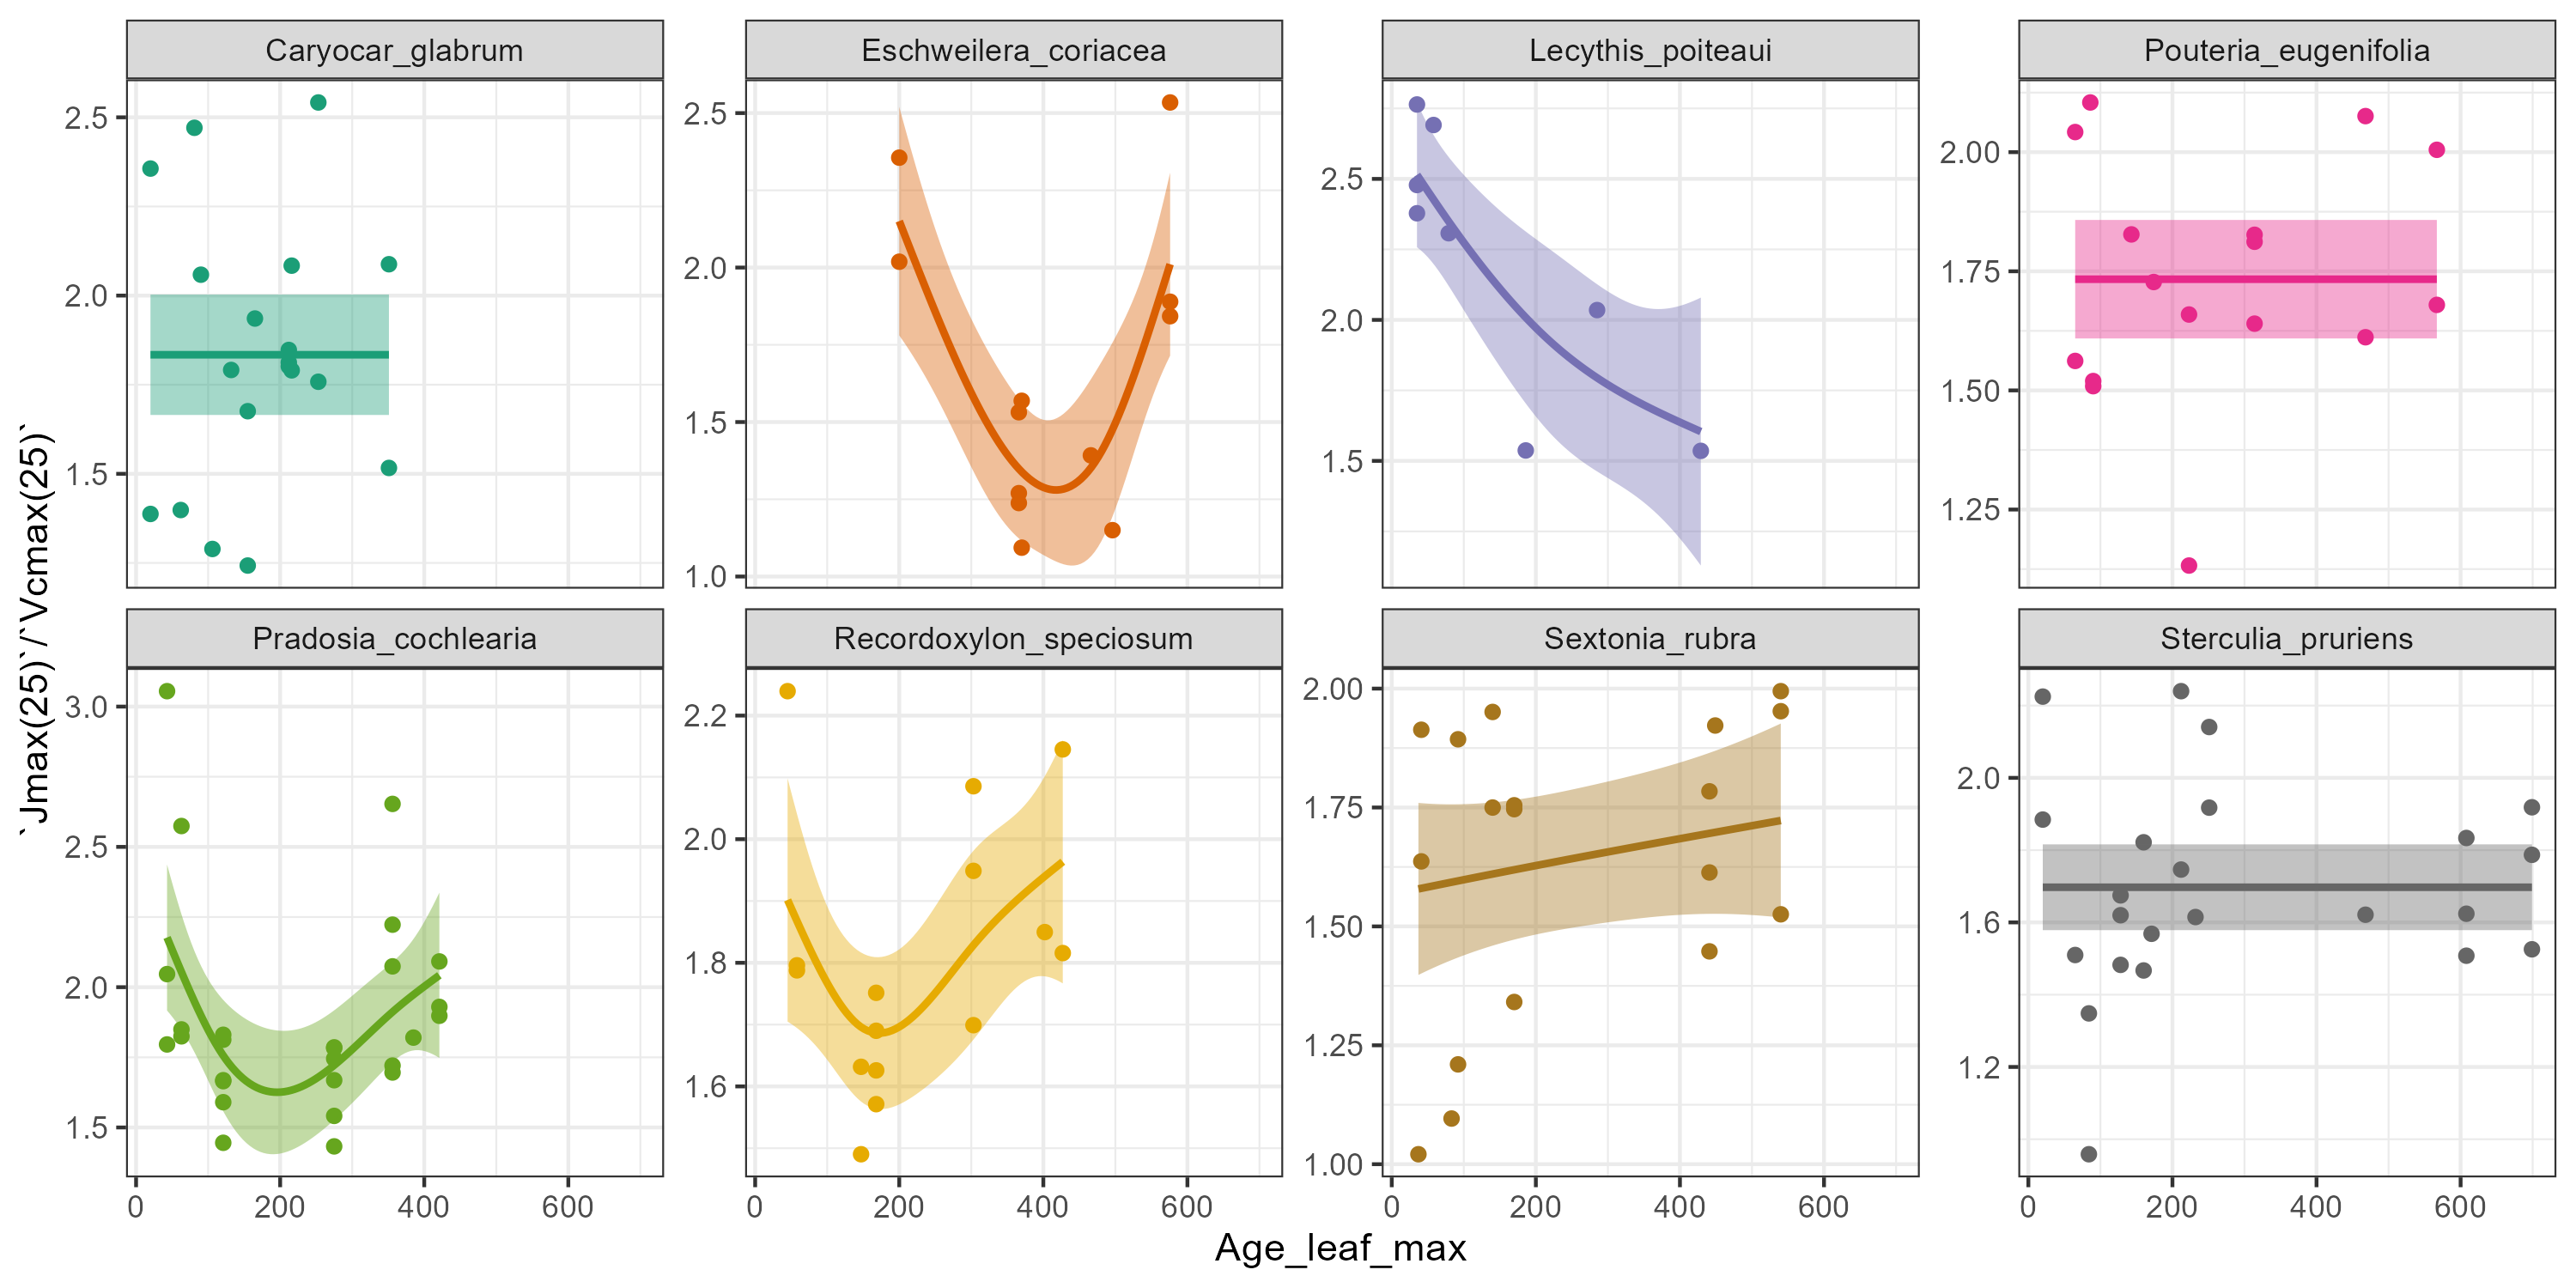 Caryocar_glabrum
Eschweilera_coriacea
Lecythis_poiteaui
Pouteria_eugenifolia
2.5
2.0
1.5
2.5
2.0
1.5
1.0
2.5
2.0
1.5
2.00
1.75
1.50
1.25
`Jmax(25)`/`Vcmax(25)`
Pradosia_cochlearia
Recordoxylon_speciosum
Sextonia_rubra
Sterculia_pruriens
3.0
2.5
2.0
1.5
2.2
2.0
1.8
1.6
2.00
1.75
1.50
1.25
1.00
2.0
1.6
1.2
0 200 400 600
0 200 400 600
0 200 400 600
0 200 400 600
Age_leaf_max